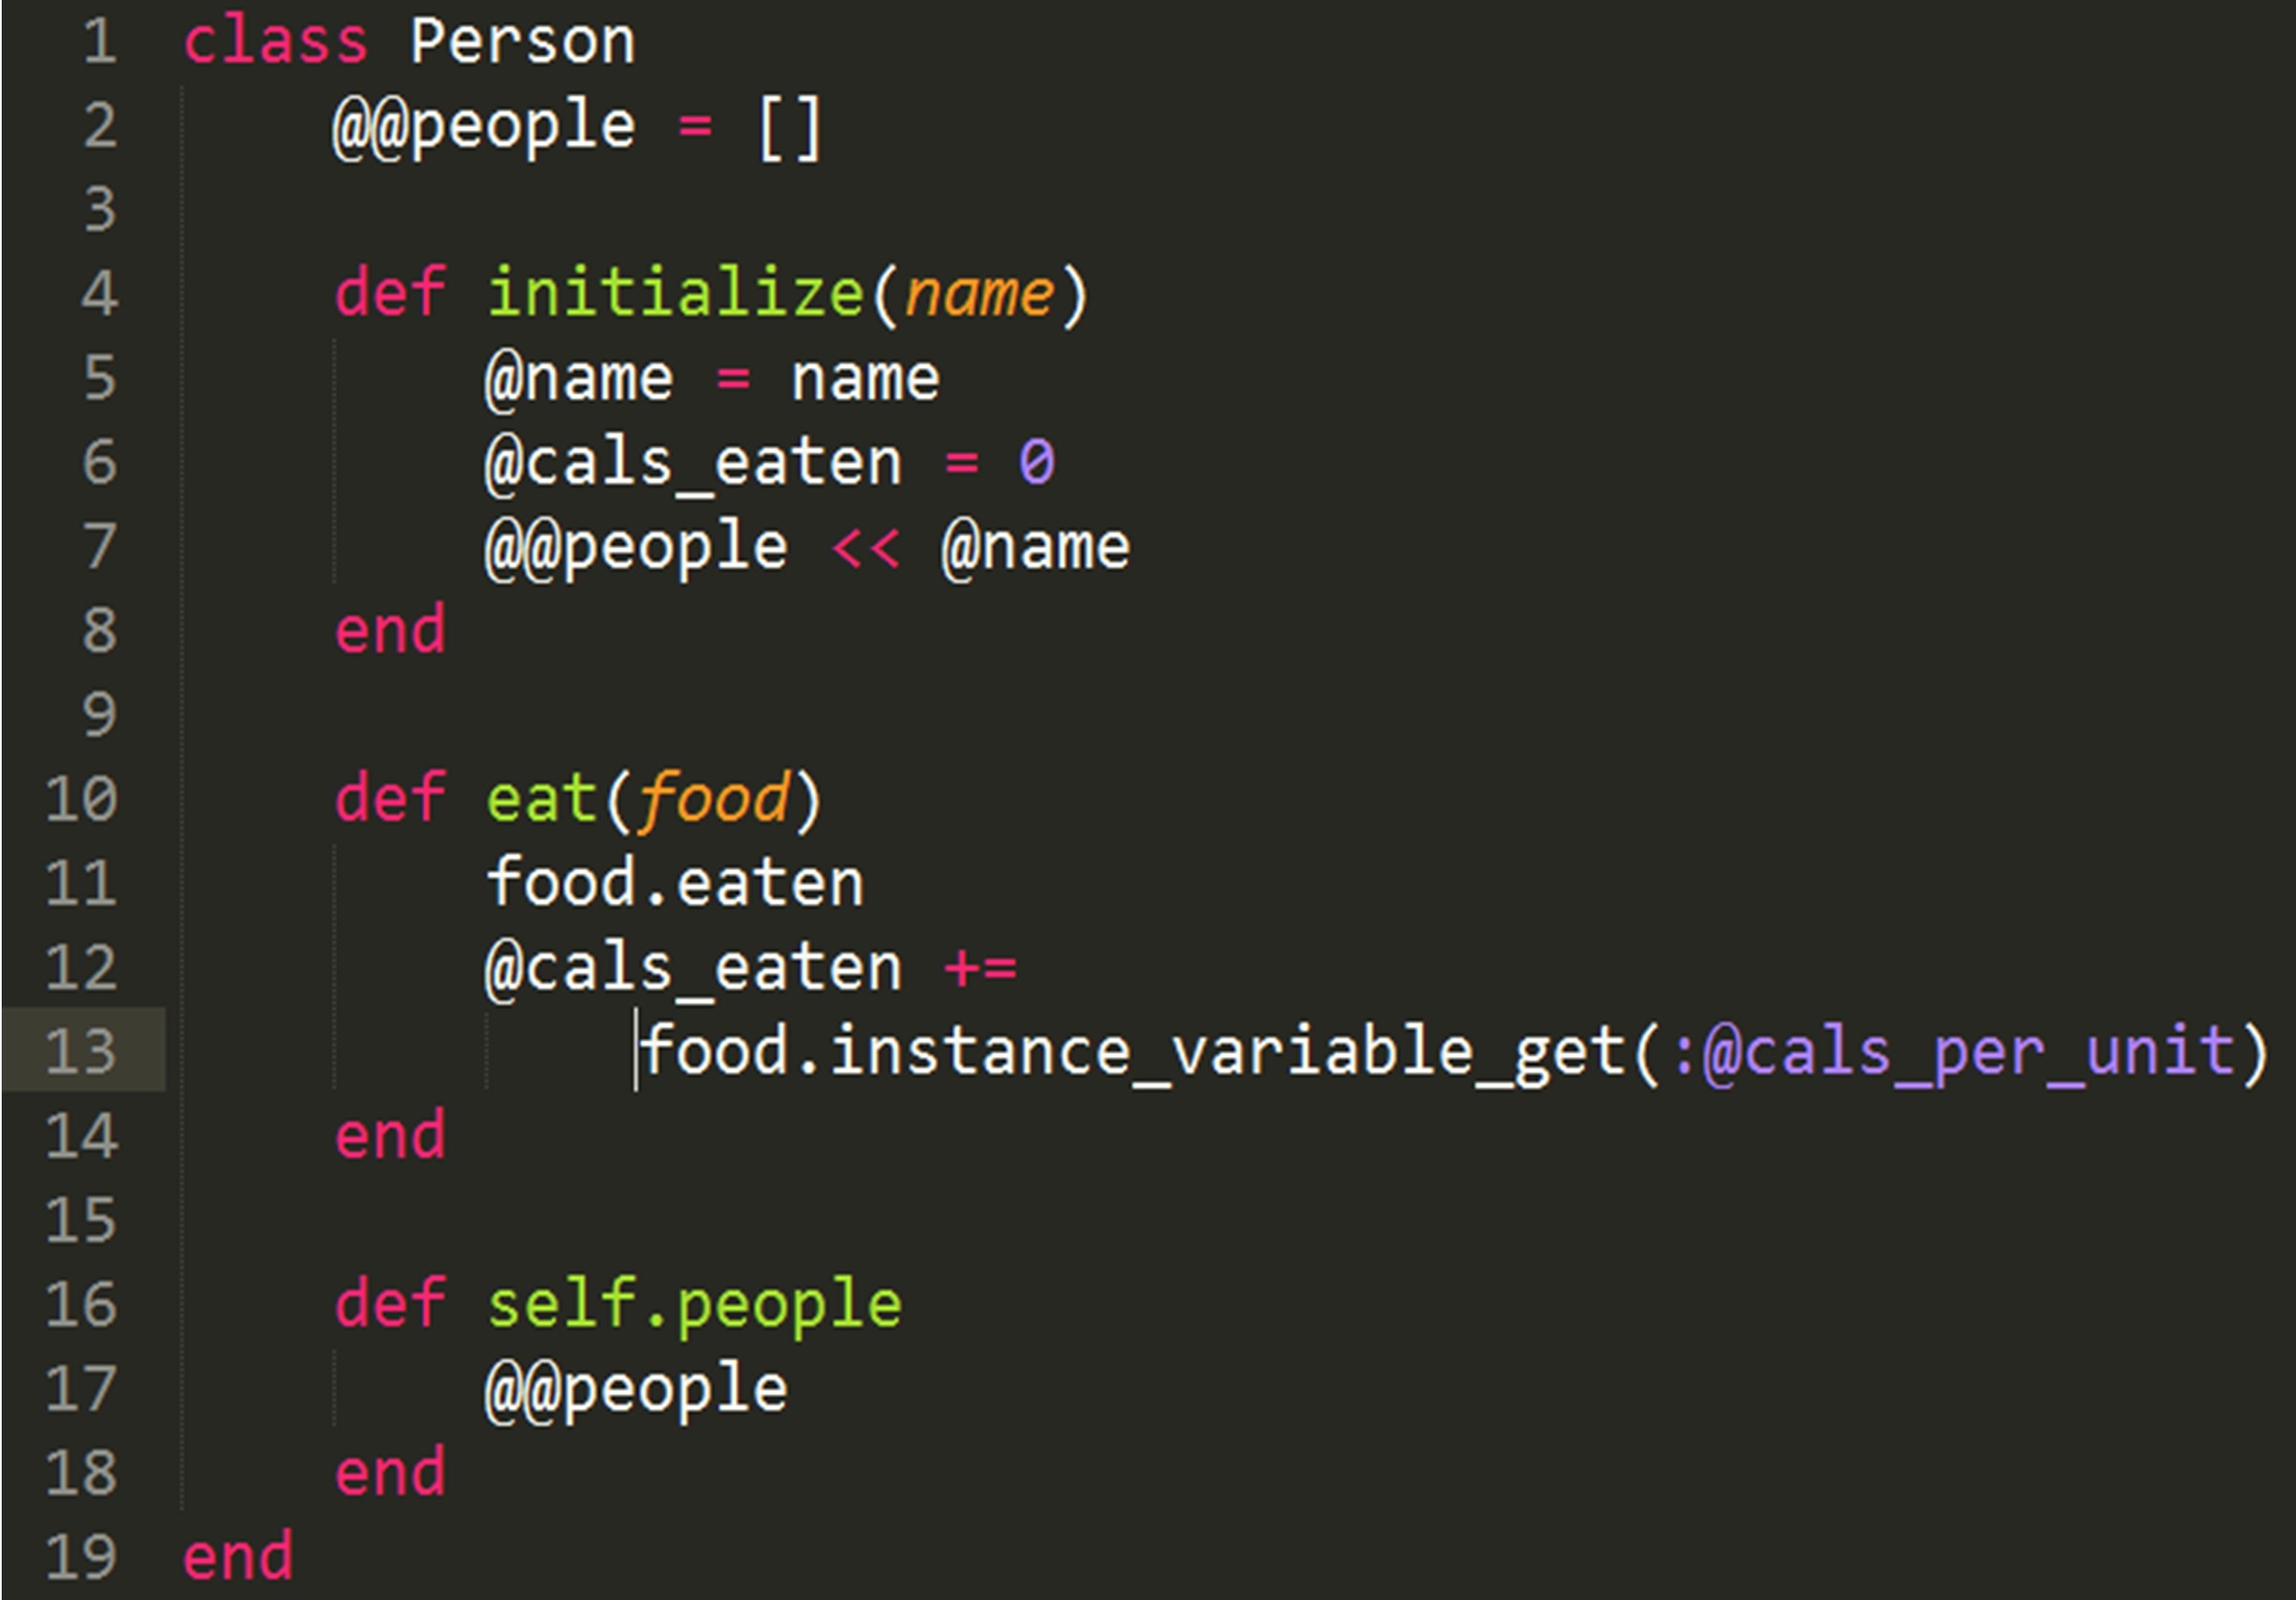 1 class Person
2     @@people = []
3
4     def initialize(name)
5         @name = name
6         @cals_eaten = 0
7         @@people << @name
8     end
9
10     def eat(food)
11         food.eaten
12         @cals_eaten +=
13             food.instance_variable_get(:@cals_per_unit)
14     end
15
16     def self.people
17         @@people
18     end
19 end